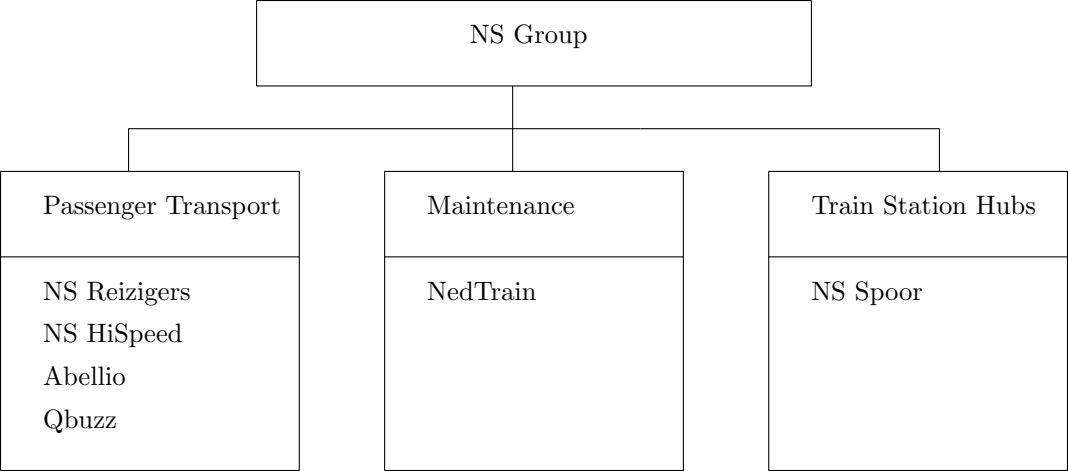 NS Group
Passenger Transport
NS Reizigers
NS HiSpeed
Abellio
Qbuzz
Maintenance
NedTrain
Train Station Hubs
NS Spoor